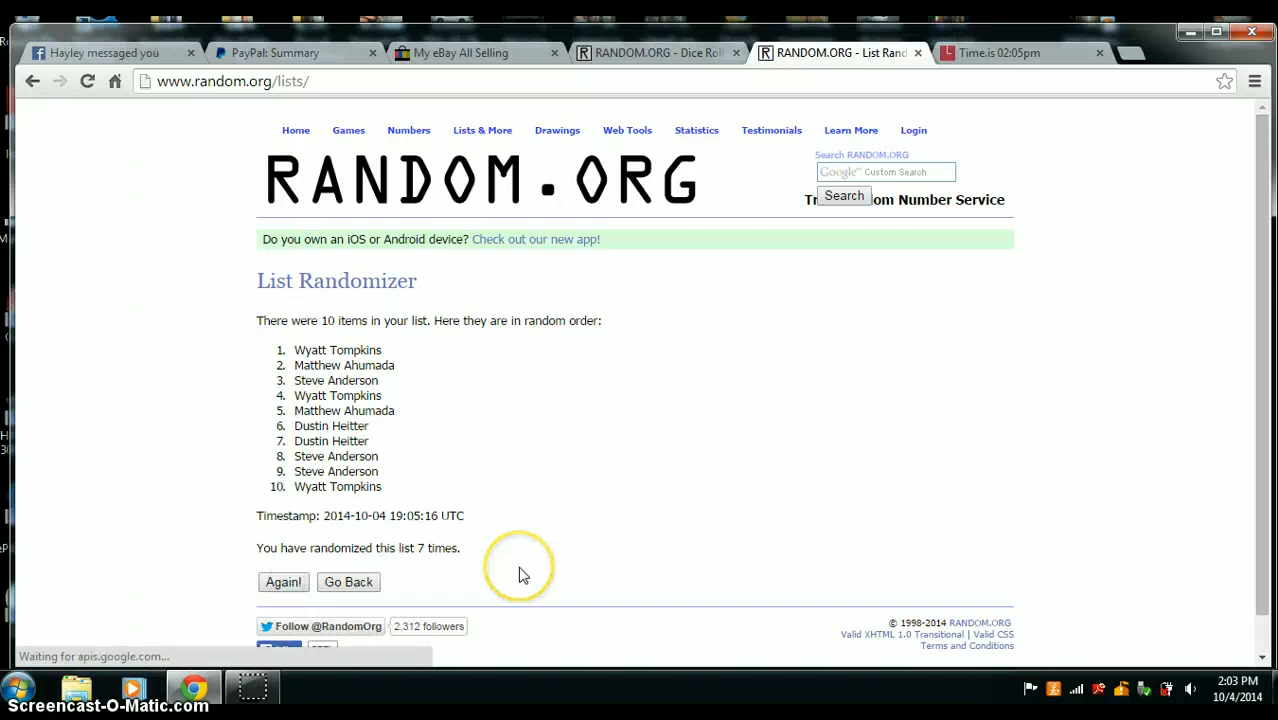 Hayley messaged you
PayPal: Summary
My eBay All Selling
RANDOM.ORG - Dice Roll
RANDOM.ORG - List Rand
Time.is 02:05pm
www.random.org/lists/
Home Games Numbers Lists & More Drawings Web Tools Statistics Testimonials Learn More Login
RANDOM.ORG
Search RANDOM.ORG
Google™ Custom Search
Search
om Number Service
Do you own an iOS or Android device? Check out our new app!
List Randomizer
There were 10 items in your list. Here they are in random order:
1. Wyatt Tompkins
2. Matthew Ahumada
3. Steve Anderson
4. Wyatt Tompkins
5. Matthew Ahumada
6. Dustin Heitter
7. Dustin Heitter
8. Steve Anderson
9. Steve Anderson
10. Wyatt Tompkins
Timestamp: 2014-10-04 19:05:16 UTC
You have randomized this list 7 times.
Again! Go Back
Follow @RandomOrg 2,312 followers
© 1998-2014 RANDOM.ORG
Valid XHTML 1.0 Transitional | Valid CSS
Terms and Conditions
Waiting for apis.google.com...
2:03 PM
10/4/2014
Screencast-O-Matic.com